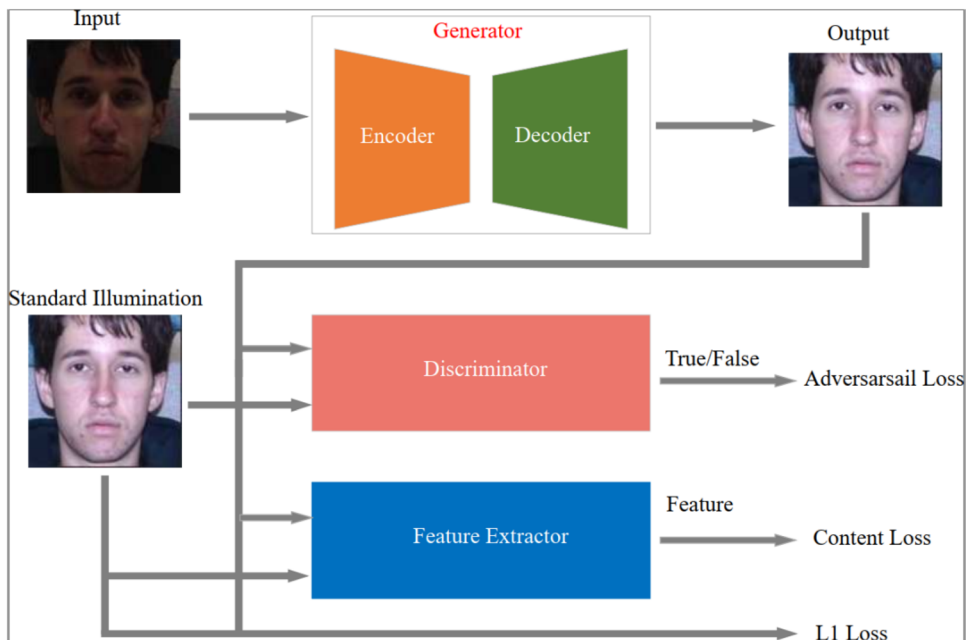 Input
Generator
Output
Encoder
Decoder
Standard Illumination
Discriminator
True/False
Adversarsail Loss
Feature Extractor
Feature
Content Loss
L1 Loss